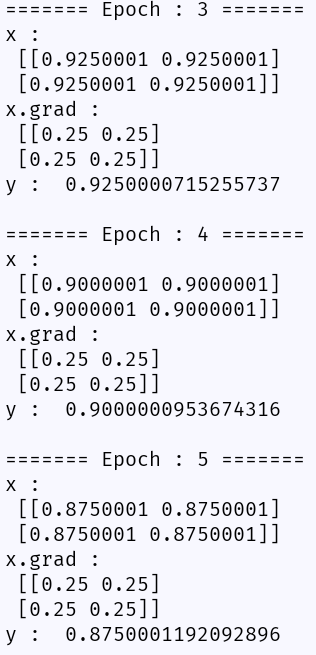 ======= Epoch : 3 =======
x :
 [[0.9250001 0.9250001]
 [0.9250001 0.9250001]]
x.grad :
 [[0.25 0.25]
 [0.25 0.25]]
y :  0.9250000715255737

======= Epoch : 4 =======
x :
 [[0.9000001 0.9000001]
 [0.9000001 0.9000001]]
x.grad :
 [[0.25 0.25]
 [0.25 0.25]]
y :  0.9000000953674316

======= Epoch : 5 =======
x :
 [[0.8750001 0.8750001]
 [0.8750001 0.8750001]]
x.grad :
 [[0.25 0.25]
 [0.25 0.25]]
y :  0.8750001192092896